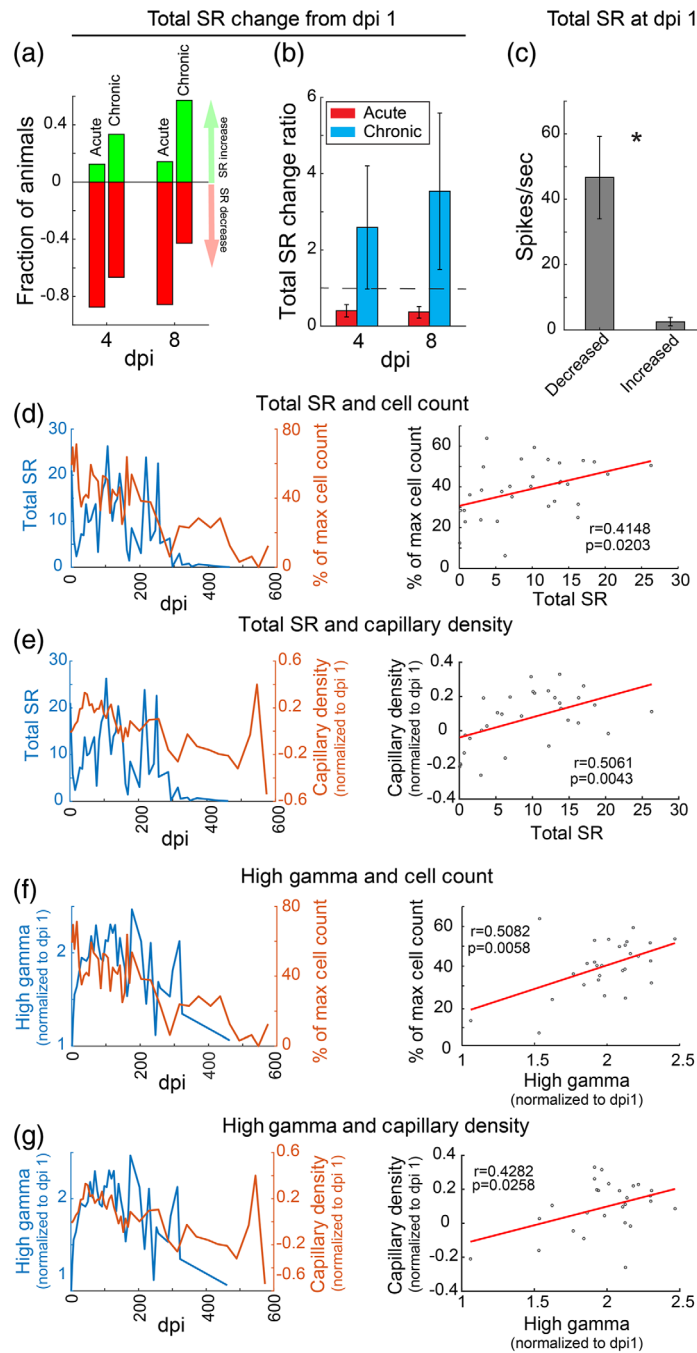 Total SR change from dpi 1
Total SR at dpi 1
(a)
Fraction of animals
0.4
0
-0.4
-0.8
Acute
Chronic
Acute
Chronic
SR increase
SR decrease
4
8
dpi
(b)
Total SR change ratio
6
4
2
0
Acute
Chronic
4
8
dpi
(c)
Spikes/sec
60
40
20
0
*
Decreased
Increased
(d)
Total SR and cell count
Total SR
30
20
10
0
80
40
0
% of max cell count
0
200
400
600
dpi
% of max cell count
60
40
20
0
r=0.4148
p=0.0203
0
5
10
15
20
25
30
Total SR
(e)
Total SR and capillary density
Total SR
30
20
10
0
0.6
0.2
-0.2
-0.6
Capillary density
(normalized to dpi 1)
0
200
400
600
dpi
Capillary density
(normalized to dpi 1)
0.4
0.2
0
-0.2
-0.4
r=0.5061
p=0.0043
0
5
10
15
20
25
30
Total SR
(f)
High gamma and cell count
High gamma
(normalized to dpi 1)
2
1
80
40
0
% of max cell count
0
200
400
600
dpi
% of max cell count
60
40
20
0
r=0.5082
p=0.0058
1
1.5
2
2.5
High gamma
(normalized to dpi1)
(g)
High gamma and capillary density
High gamma
(normalized to dpi 1)
2
1
0.6
0.2
-0.2
-0.6
Capillary density
(normalized to dpi 1)
0
200
400
600
dpi
Capillary density
(normalized to dpi 1)
0.4
0.2
0
-0.2
-0.4
r=0.4282
p=0.0258
1
1.5
2
2.5
High gamma
(normalized to dpi1)